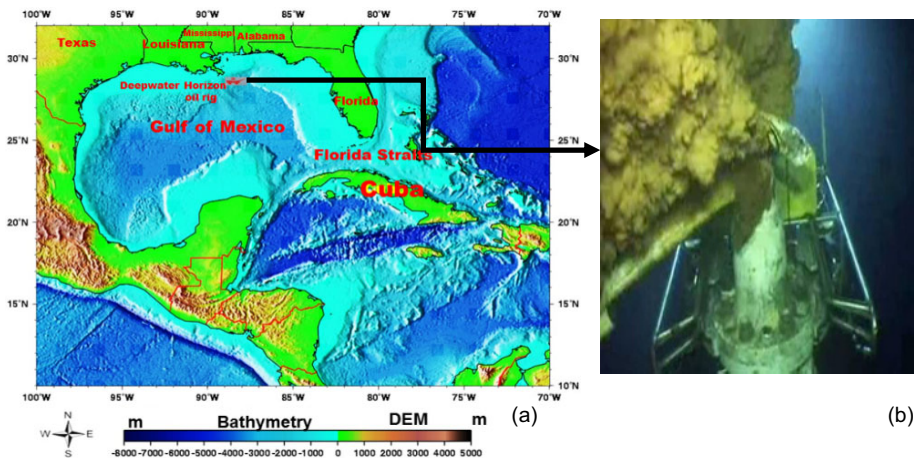 100°W 95°W 90°W 85°W 80°W 75°W 70°W
Texas
Louisiana
Mississippi
Alabama
30°N
30°N
Deepwater Horizon
oil rig
Florida
Gulf of Mexico
25°N
25°N
Florida Straits
Cuba
20°N
20°N
15°N
15°N
10°N
100°W 95°W 90°W 85°W 80°W 75°W 70°W
N
W
E
S
m Bathymetry DEM m
-8000 -7000 -6000 -5000 -4000 -3000 -2000 -1000 0 1000 2000 3000 4000 5000
(a)
(b)